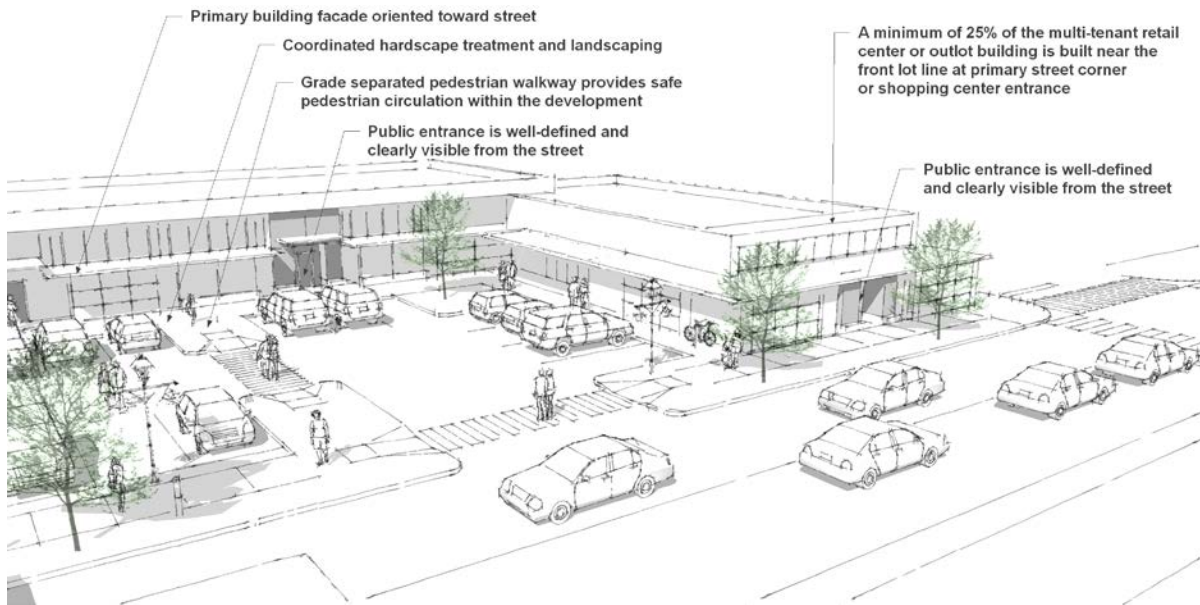 Primary building facade oriented toward street
Coordinated hardscape treatment and landscaping
Grade separated pedestrian walkway provides safe
pedestrian circulation within the development
Public entrance is well-defined and
clearly visible from the street
A minimum of 25% of the multi-tenant retail
center or outlot building is built near the
front lot line at primary street corner
or shopping center entrance
Public entrance is well-defined
and clearly visible from the street